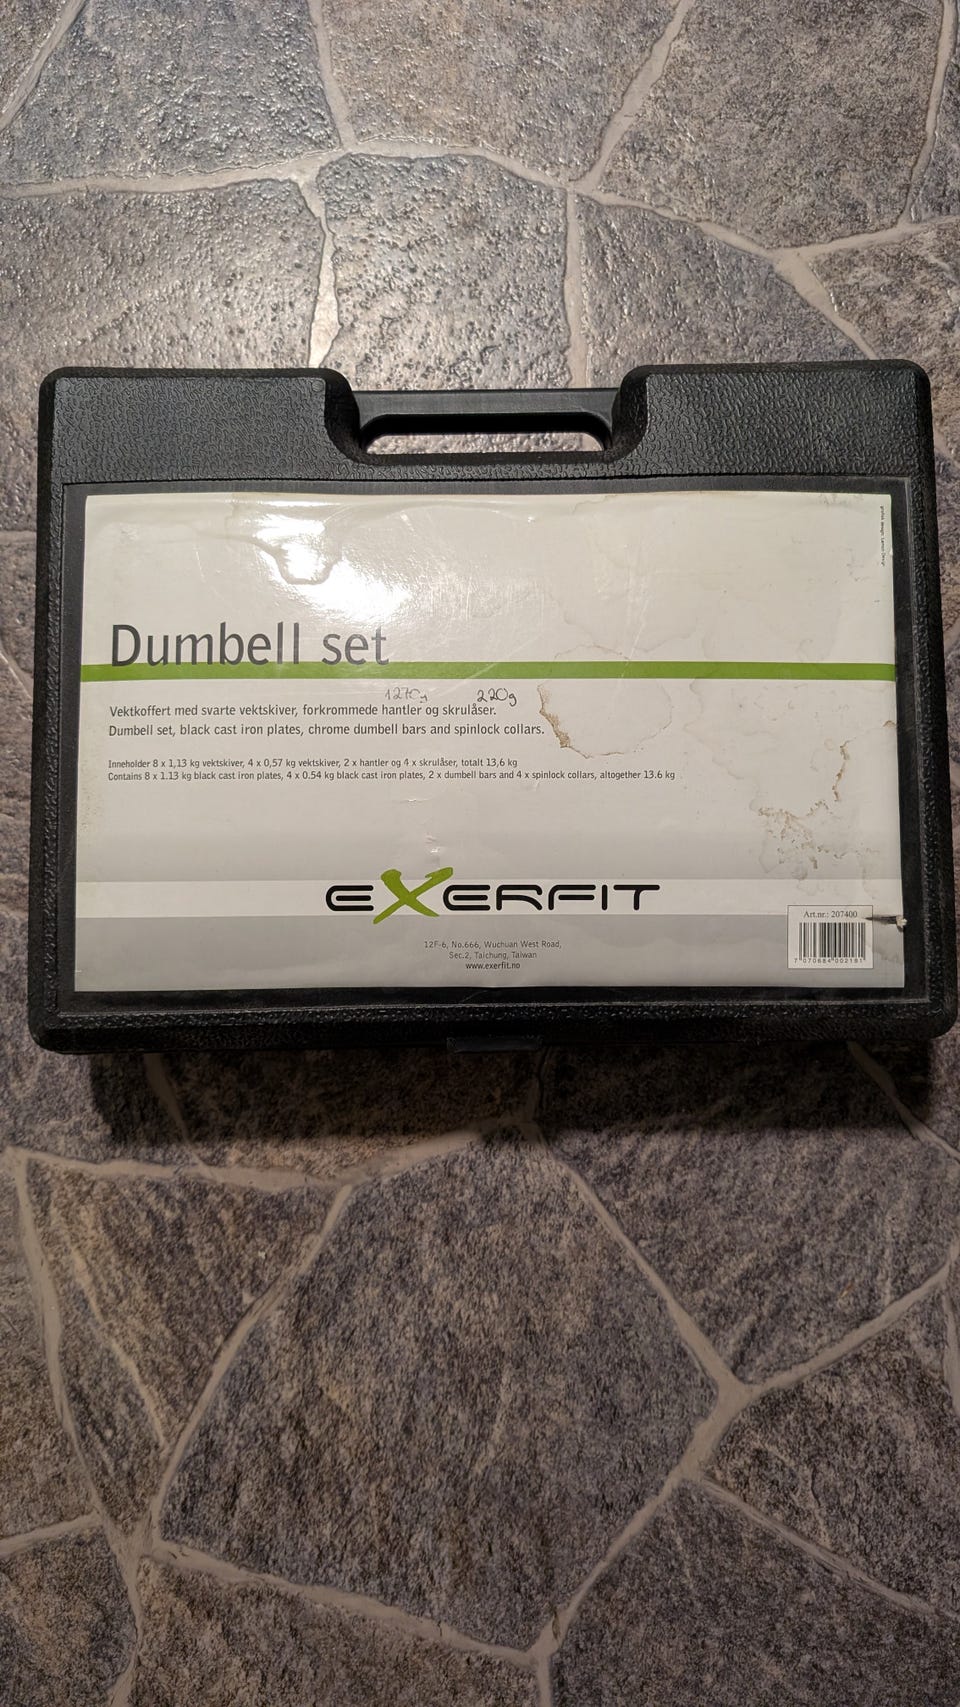 Dumbell set
1270g 220g
Vektkoffert med svarte vektskiver, forkrommede hantler og skrulåser.
Dumbell set, black cast iron plates, chrome dumbell bars and spinlock collars.
Inneholder 8 x 1,13 kg vektskiver, 4 x 0,57 kg vektskiver, 2 x hantler og 4 x skrulåser, totalt 13,6 kg
Contains 8 x 1.13 kg black cast iron plates, 4 x 0.54 kg black cast iron plates, 2 x dumbell bars and 4 x spinlock collars, altogether 13.6 kg
EXERFIT
12F-6, No.666, Wuchuan West Road,
Sec.2, Taichung, Taiwan
www.exerfit.no
Art.nr.: 207400
7 070684 002181